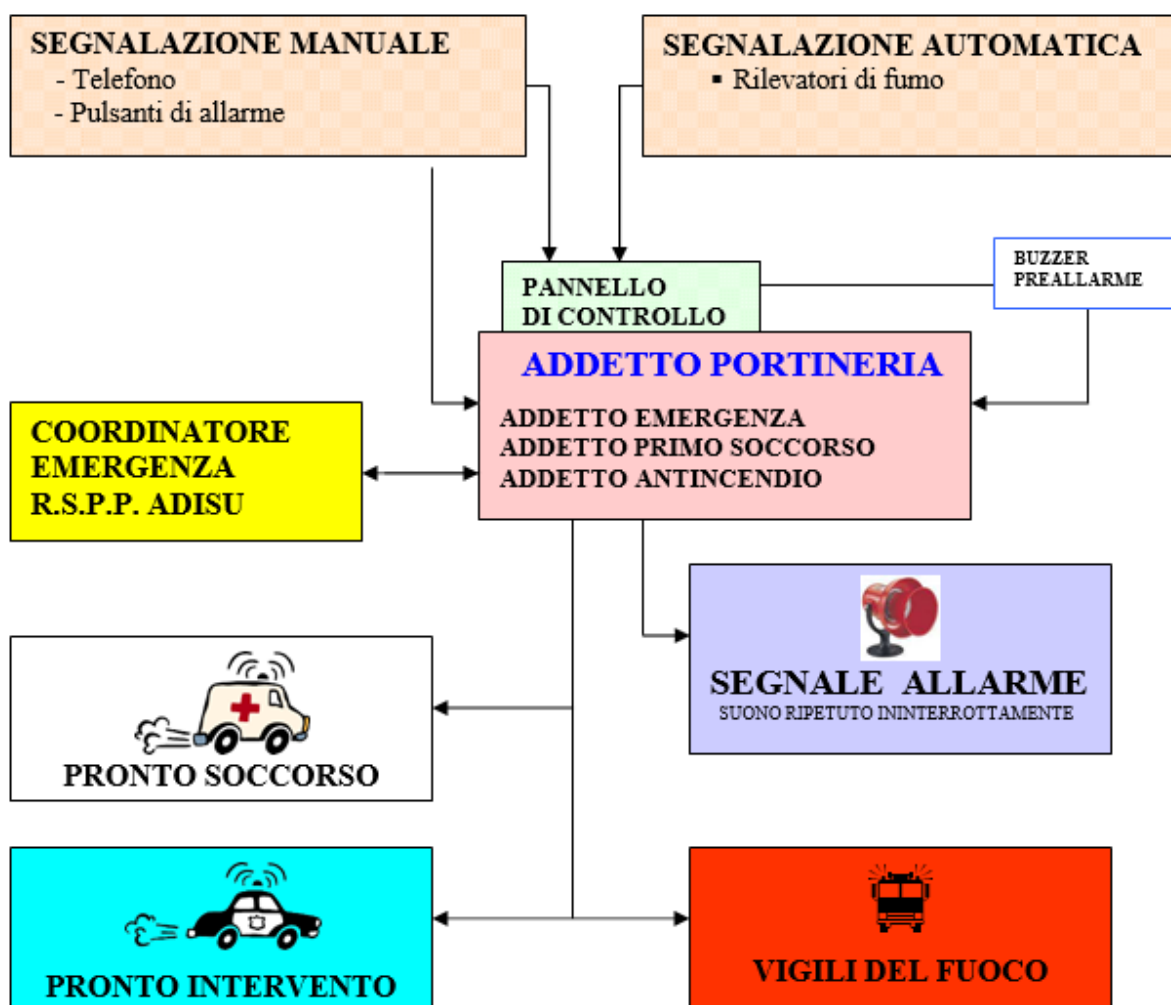 SEGNALAZIONE MANUALE
- Telefono
- Pulsanti di allarme
SEGNALAZIONE AUTOMATICA
▪ Rilevatori di fumo
BUZZER
PREALLARME
PANNELLO
DI CONTROLLO
ADDETTO PORTINERIA
ADDETTO EMERGENZA
ADDETTO PRIMO SOCCORSO
ADDETTO ANTINCENDIO
COORDINATORE
EMERGENZA
R.S.P.P. ADISU
SEGNALE ALLARME
SUONO RIPETUTO ININTERROTTAMENTE
PRONTO SOCCORSO
PRONTO INTERVENTO
VIGILI DEL FUOCO